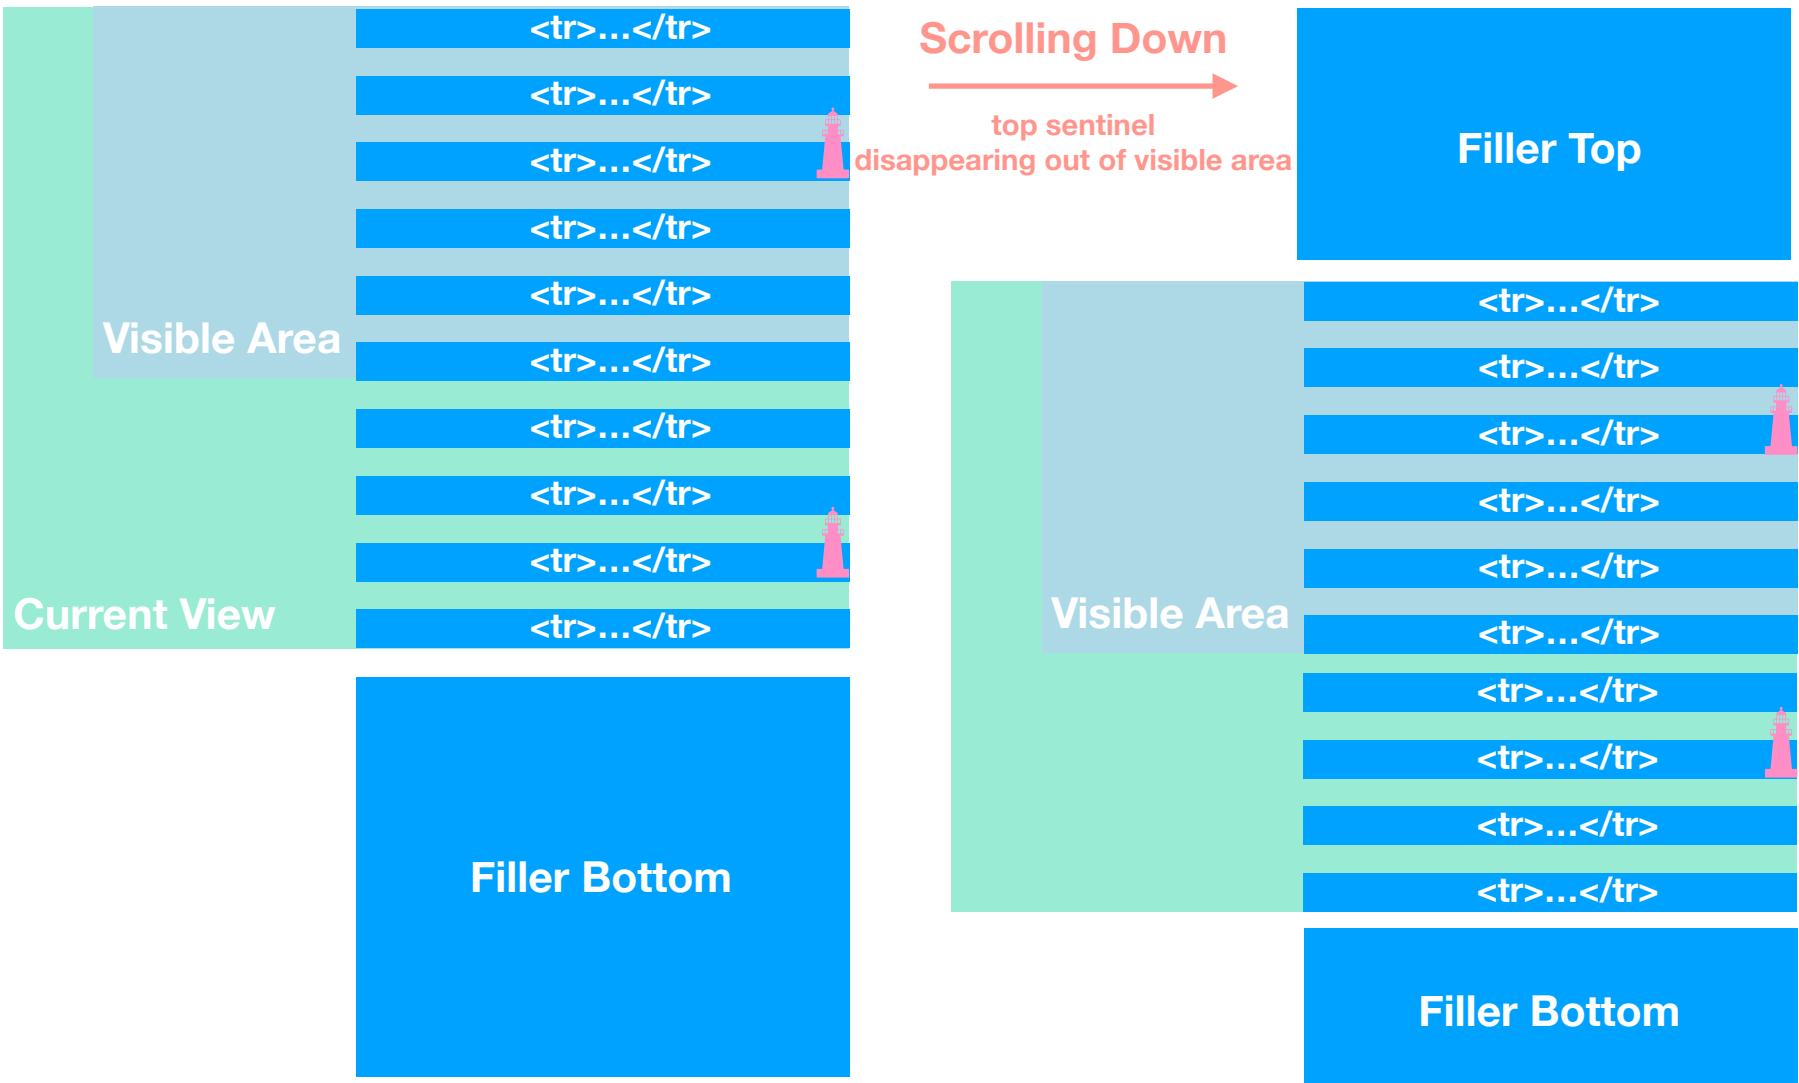 <tr>...</tr>
<tr>...</tr>
<tr>...</tr>
<tr>...</tr>
<tr>...</tr>
Visible Area
<tr>...</tr>
<tr>...</tr>
<tr>...</tr>
<tr>...</tr>
Current View
<tr>...</tr>
Filler Bottom
Scrolling Down
top sentinel
disappearing out of visible area
Filler Top
<tr>...</tr>
<tr>...</tr>
<tr>...</tr>
<tr>...</tr>
<tr>...</tr>
Visible Area
<tr>...</tr>
<tr>...</tr>
<tr>...</tr>
<tr>...</tr>
<tr>...</tr>
Filler Bottom